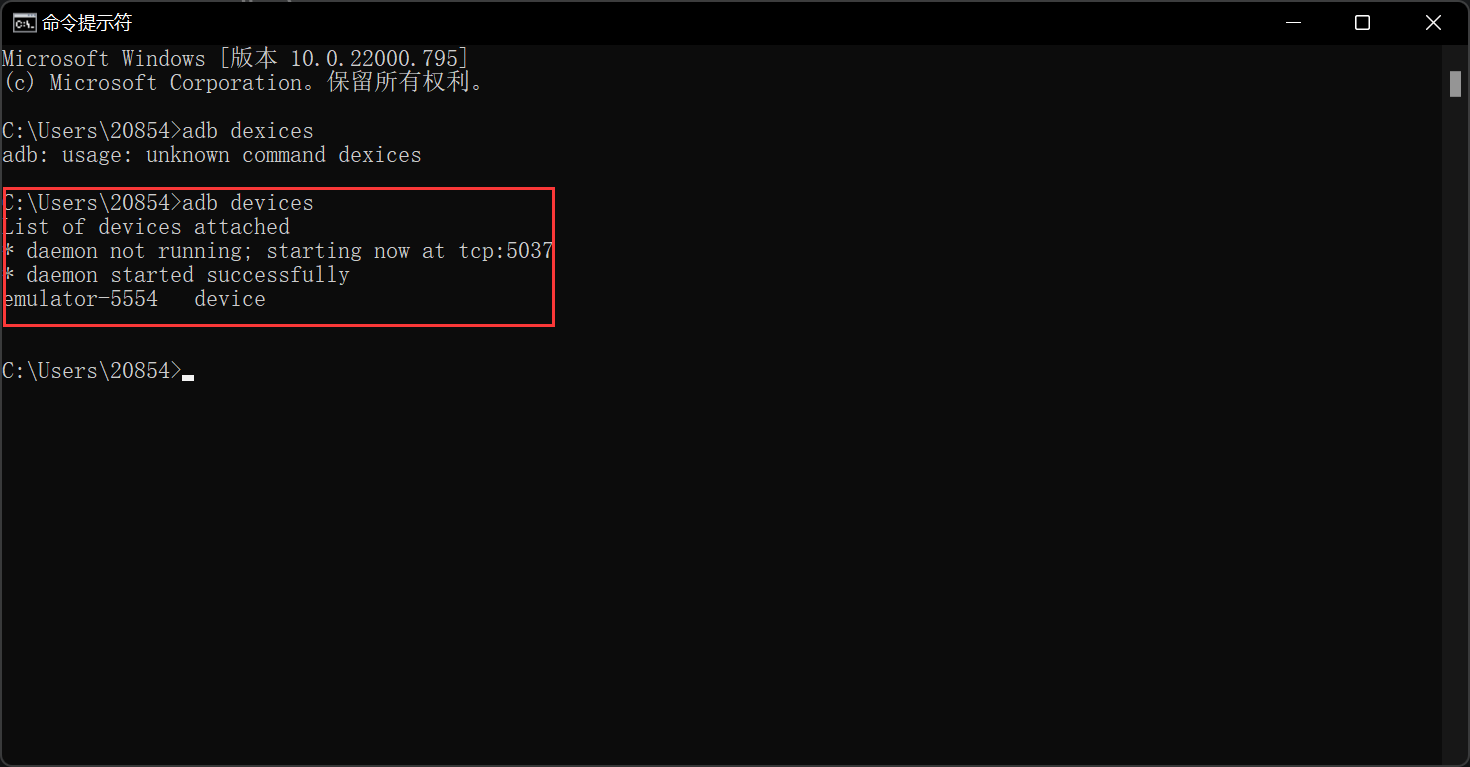 命令提示符
Microsoft Windows [版本 10.0.22000.795]
(c) Microsoft Corporation。保留所有权利。
C:\Users\20854>adb dexices
adb: usage: unknown command dexices
C:\Users\20854>adb devices
List of devices attached
* daemon not running; starting now at tcp:5037
* daemon started successfully
emulator-5554   device
C:\Users\20854>